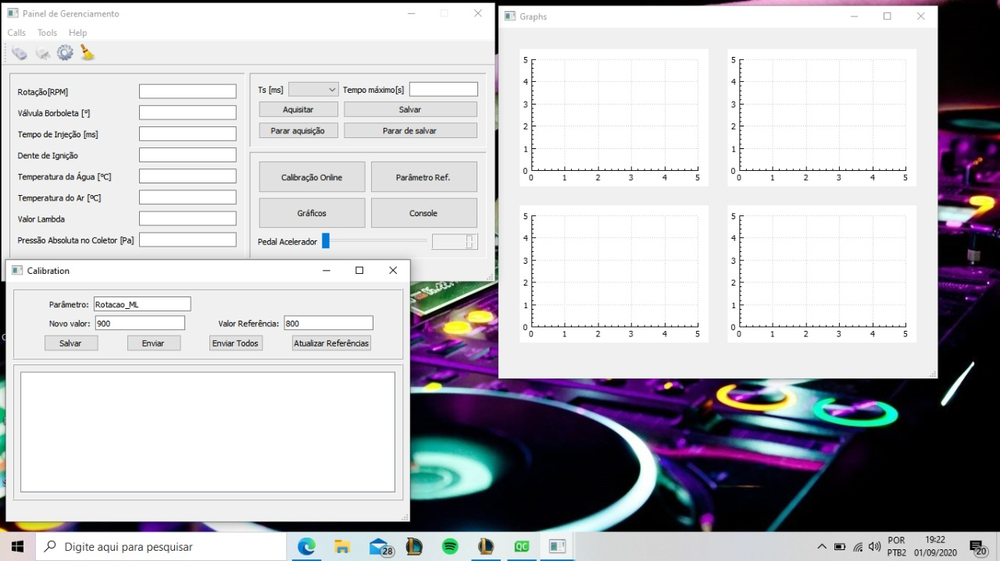 Painel de Gerenciamento
Calls Tools Help
Rotação[RPM]
Válvula Borboleta [º]
Tempo de Injeção [ms]
Dente de Ignição
Temperatura da Água [ºC]
Temperatura do Ar [ºC]
Valor Lambda
Pressão Absoluta no Coletor [Pa]
Ts [ms] Tempo máximo[s]
Aquisitar Salvar
Parar aquisição Parar de salvar
Calibração Online Parâmetro Ref.
Gráficos Console
Pedal Acelerador
Calibration
Parâmetro: Rotacao_ML
Novo valor: 900 Valor Referência: 800
Salvar Enviar Enviar Todos Atualizar Referências
Graphs
5
4
3
2
1
0
0 1 2 3 4 5
5
4
3
2
1
0
0 1 2 3 4 5
5
4
3
2
1
0
0 1 2 3 4 5
5
4
3
2
1
0
0 1 2 3 4 5
Digite aqui para pesquisar
28
QC
POR
PTB2
19:22
01/09/2020
20